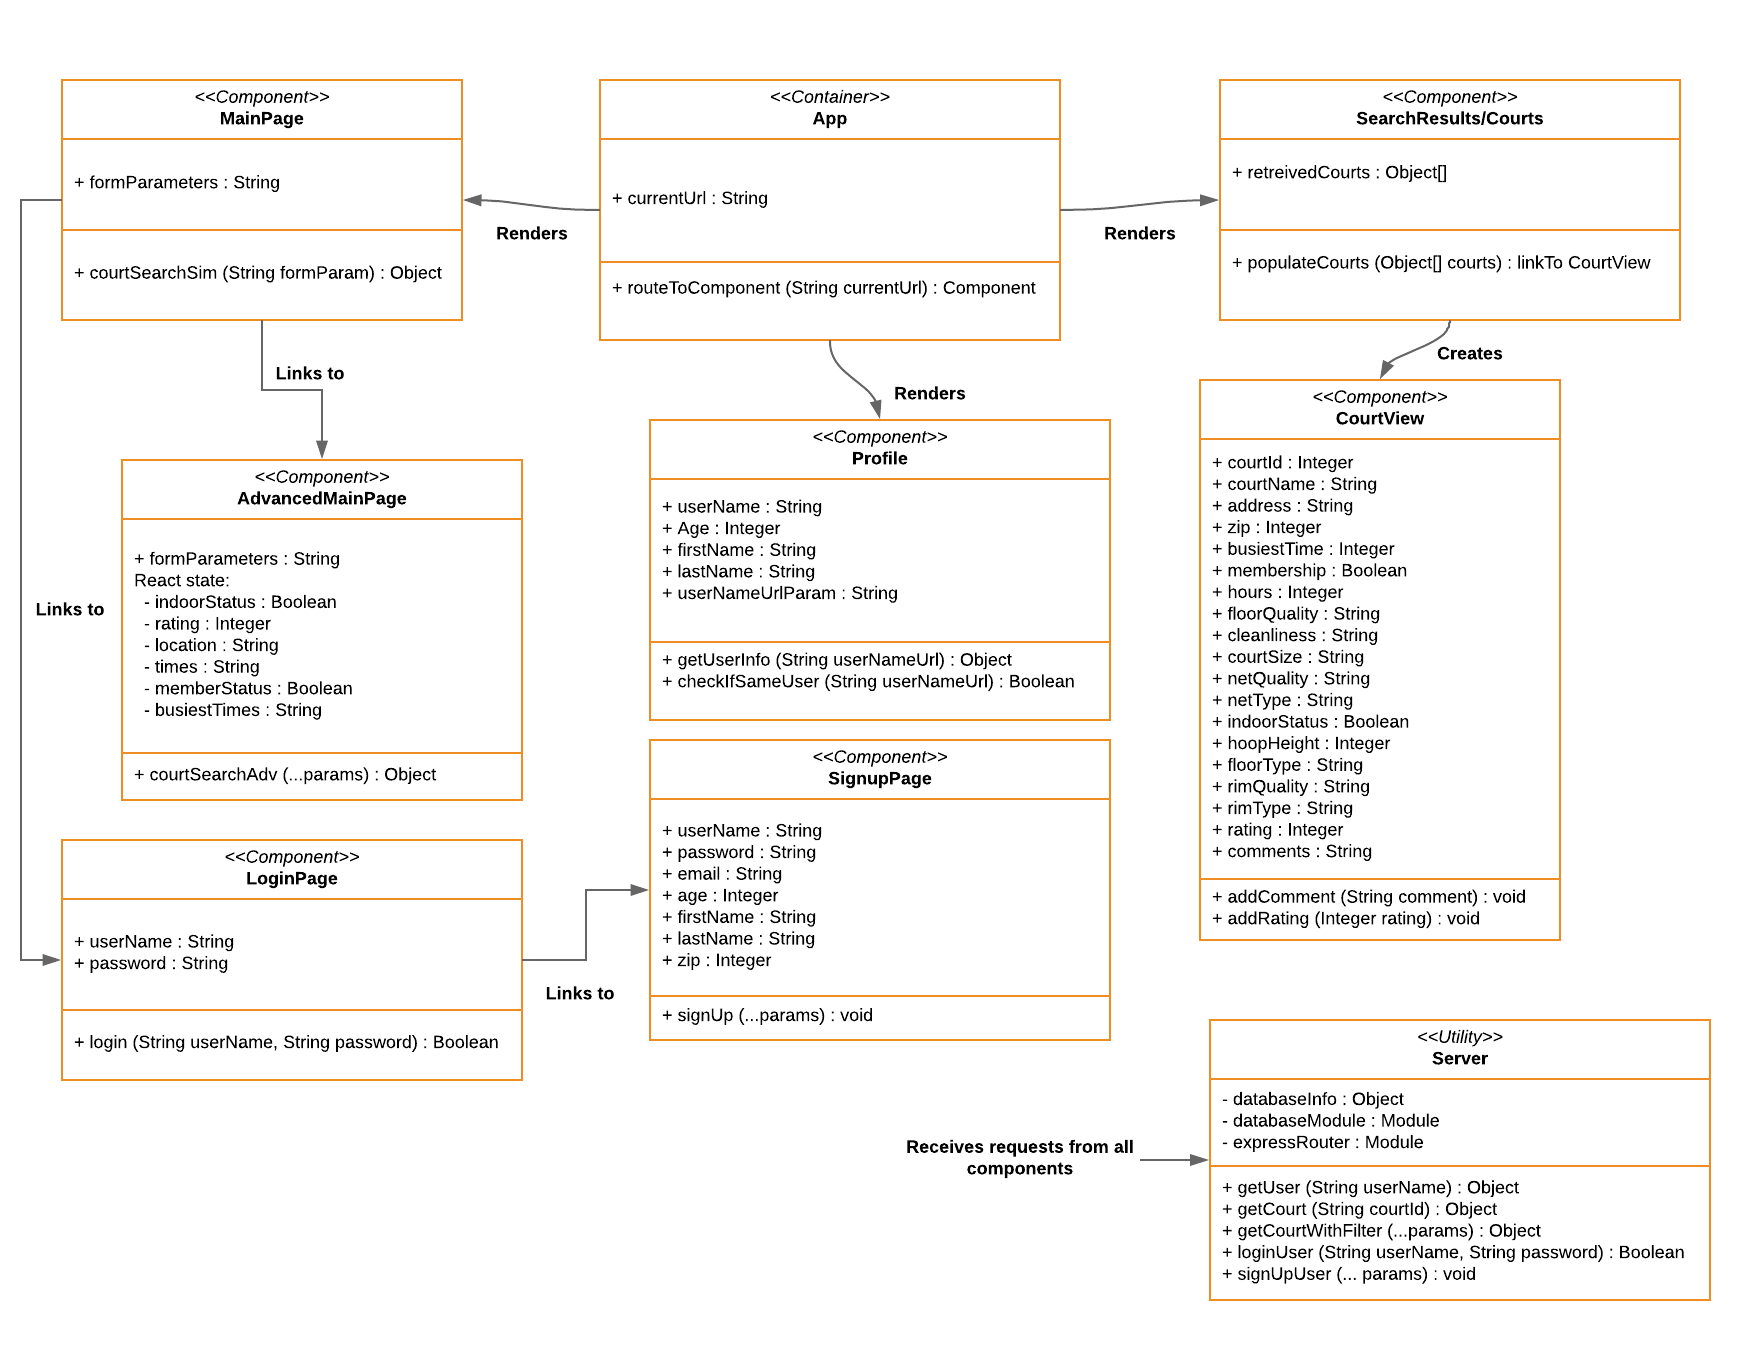 <<Component>>
MainPage
+ formParameters : String
+ courtSearchSim (String formParam) : Object
<<Container>>
App
+ currentUrl : String
+ routeToComponent (String currentUrl) : Component
<<Component>>
SearchResults/Courts
+ retreivedCourts : Object[]
+ populateCourts (Object[] courts) : linkTo CourtView
Renders
Renders
Links to
Renders
Creates
Links to
<<Component>>
AdvancedMainPage
+ formParameters : String
React state:
- indoorStatus : Boolean
- rating : Integer
- location : String
- times : String
- memberStatus : Boolean
- busiestTimes : String
+ courtSearchAdv (...params) : Object
<<Component>>
Profile
+ userName : String
+ Age : Integer
+ firstName : String
+ lastName : String
+ userNameUrlParam : String
+ getUserInfo (String userNameUrl) : Object
+ checkIfSameUser (String userNameUrl) : Boolean
<<Component>>
CourtView
+ courtId : Integer
+ courtName : String
+ address : String
+ zip : Integer
+ busiestTime : Integer
+ membership : Boolean
+ hours : Integer
+ floorQuality : String
+ cleanliness : String
+ courtSize : String
+ netQuality : String
+ netType : String
+ indoorStatus : Boolean
+ hoopHeight : Integer
+ floorType : String
+ rimQuality : String
+ rimType : String
+ rating : Integer
+ comments : String
+ addComment (String comment) : void
+ addRating (Integer rating) : void
<<Component>>
LoginPage
+ userName : String
+ password : String
+ login (String userName, String password) : Boolean
Links to
<<Component>>
SignupPage
+ userName : String
+ password : String
+ email : String
+ age : Integer
+ firstName : String
+ lastName : String
+ zip : Integer
+ signUp (...params) : void
Receives requests from all
components
<<Utility>>
Server
- databaseInfo : Object
- databaseModule : Module
- expressRouter : Module
+ getUser (String userName) : Object
+ getCourt (String courtId) : Object
+ getCourtWithFilter (...params) : Object
+ loginUser (String userName, String password) : Boolean
+ signUpUser (... params) : void